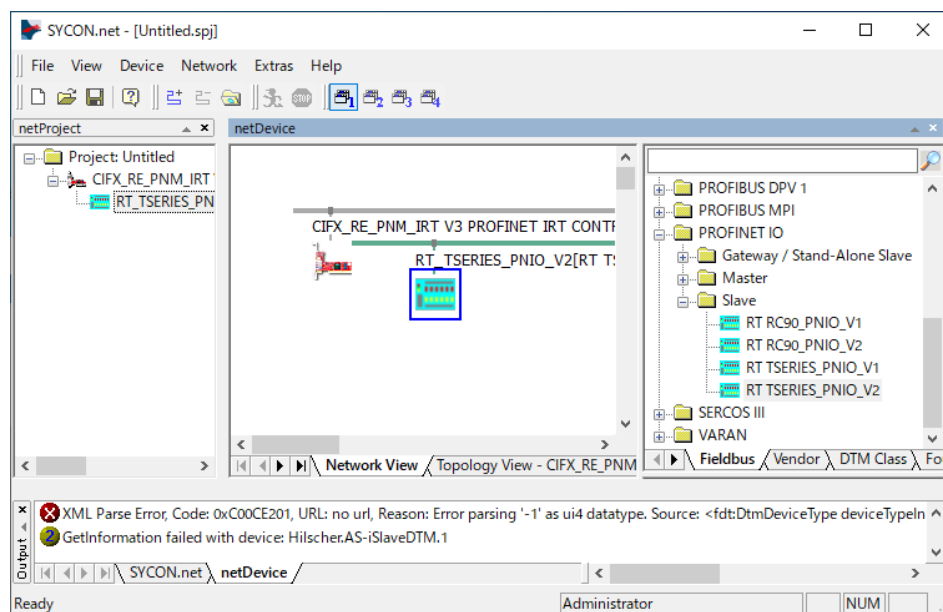 SYCON.net - [Untitled.spj]
File View Device Network Extras Help
netProject
Project: Untitled
CIFX_RE_PNM_IRT
RT_TSERIES_PN
netDevice
CIFX_RE_PNM_IRT V3 PROFINET IRT CONTR
RT_TSERIES_PNIO_V2[RT TS
Network View
Topology View - CIFX_RE_PNM
PROFIBUS DPV 1
PROFIBUS MPI
PROFINET IO
Gateway / Stand-Alone Slave
Master
Slave
RT RC90_PNIO_V1
RT RC90_PNIO_V2
RT TSERIES_PNIO_V1
RT TSERIES_PNIO_V2
SERCOS III
VARAN
Fieldbus
Vendor
DTM Class
Fo
Output
XML Parse Error, Code: 0xC00CE201, URL: no url, Reason: Error parsing '-1' as ui4 datatype. Source: <fdt:DtmDeviceType deviceTypeIn
2 GetInformation failed with device: Hilscher.AS-iSlaveDTM.1
SYCON.net
netDevice
Ready
Administrator
NUM